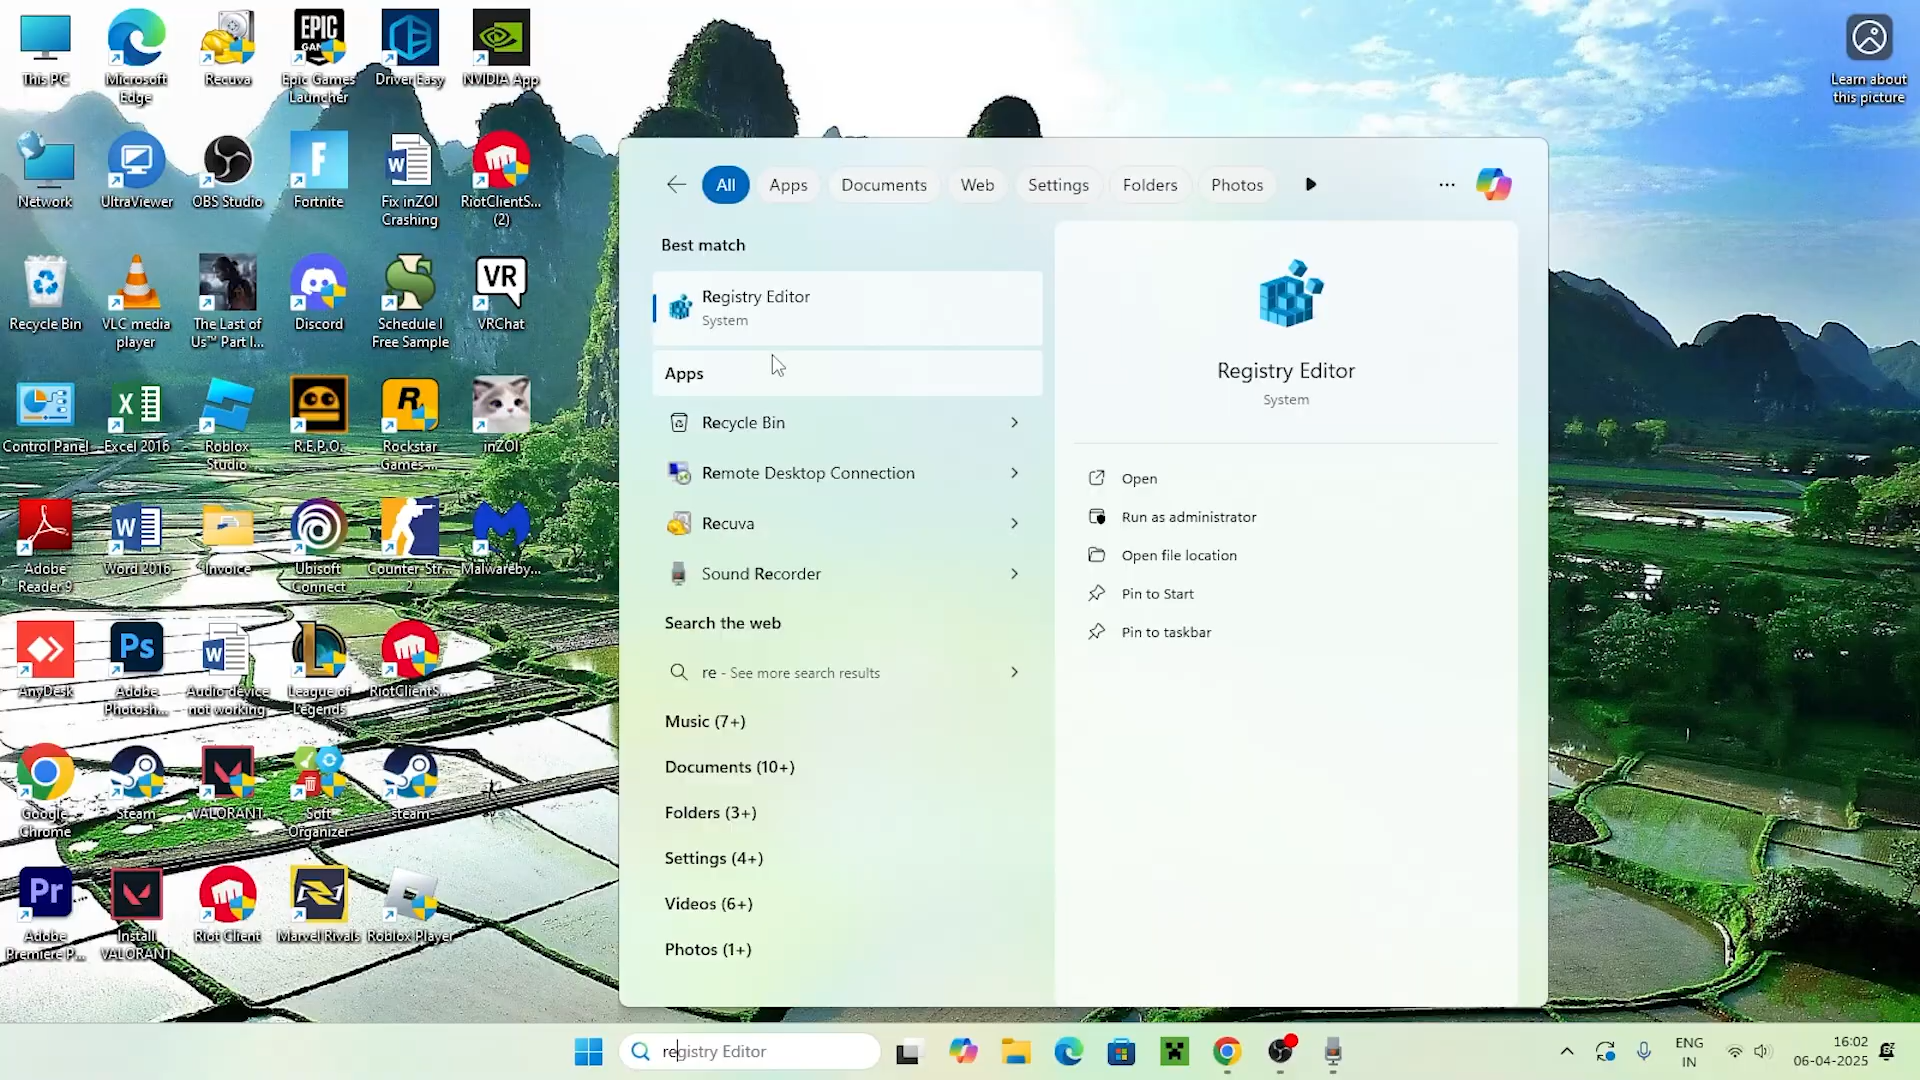 This PC
Microsoft
Edge
Recuva
EPIC
GAMES
Epic Games
Launcher
Driver Easy
NVIDIA App
Learn about
this picture
Network
UltraViewer
OBS Studio
Fortnite
Fix inZOI
Crashing
RiotClientS...
(2)
Recycle Bin
VLC media
player
The Last of
Us™ Part I...
Discord
Schedule I
Free Sample
VR
VRChat
Control Panel
Excel 2016
Roblox
Studio
R.E.P.O.
Rockstar
Games ...
inZOI
Adobe
Reader 9
Word 2016
Invoice
Ubisoft
Connect
Counter-Str...
2
Malwareby...
AnyDesk
Ps
Adobe
Photosh...
Audio device
not working
League of
Legends
RiotClientS...
Google
Chrome
Steam
VALORANT
Soft
Organizer
steam
Pr
Adobe
Premiere P...
Install
VALORANT
Riot Client
Marvel Rivals
Roblox Player
All
Apps
Documents
Web
Settings
Folders
Photos
Best match
Registry Editor
System
Apps
Recycle Bin
Remote Desktop Connection
Recuva
Sound Recorder
Search the web
re - See more search results
Music (7+)
Documents (10+)
Folders (3+)
Settings (4+)
Videos (6+)
Photos (1+)
Registry Editor
System
Open
Run as administrator
Open file location
Pin to Start
Pin to taskbar
registry Editor
ENG
IN
16:02
06-04-2025